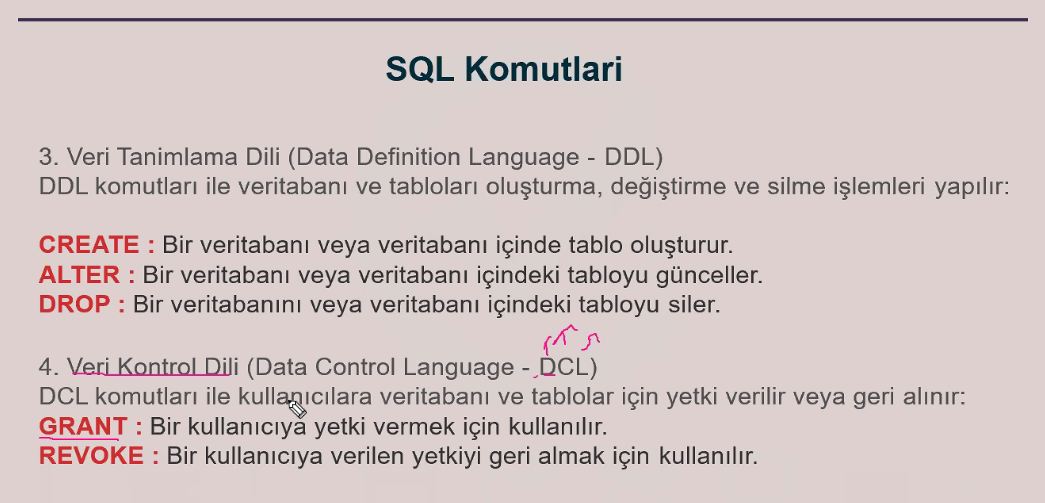 SQL Komutlari
3. Veri Tanimlama Dili (Data Definition Language - DDL)
DDL komutları ile veritabanı ve tabloları oluşturma, değiştirme ve silme işlemleri yapılır:
CREATE : Bir veritabanı veya veritabanı içinde tablo oluşturur.
ALTER : Bir veritabanı veya veritabanı içindeki tabloyu günceller.
DROP : Bir veritabanını veya veritabanı içindeki tabloyu siler.
4. Veri Kontrol Dili (Data Control Language - DCL)
DCL komutları ile kullanıcılara veritabanı ve tablolar için yetki verilir veya geri alınır:
GRANT : Bir kullanıcıya yetki vermek için kullanılır.
REVOKE : Bir kullanıcıya verilen yetkiyi geri almak için kullanılır.